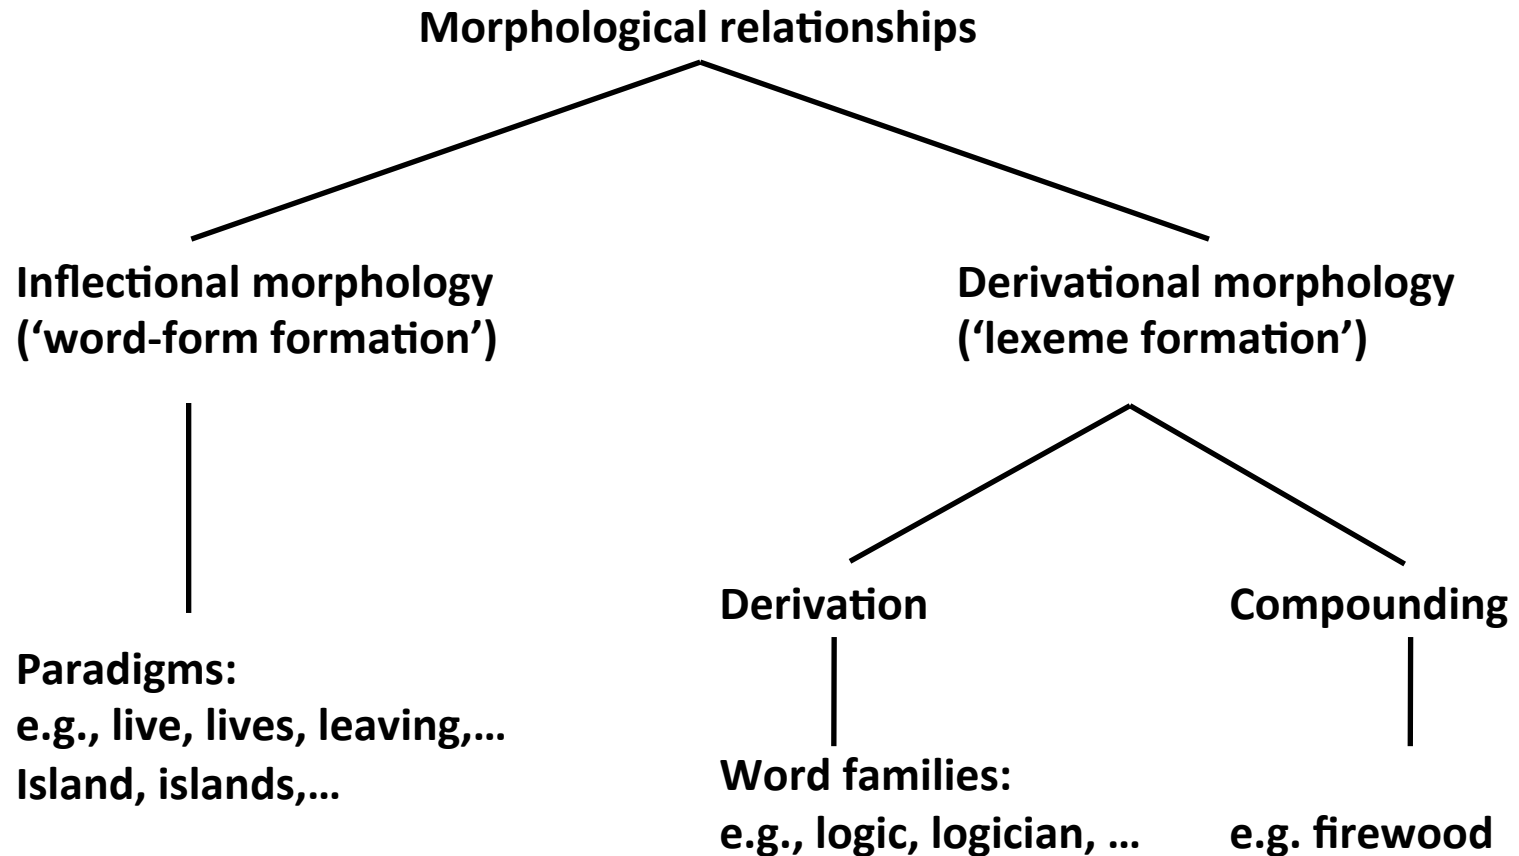 Morphological relationships
Inflectional morphology
(‘word-form formation’)
Derivational morphology
(‘lexeme formation’)
Derivation
Compounding
Paradigms:
e.g., live, lives, leaving,...
Island, islands,...
Word families:
e.g., logic, logician, ...
e.g. firewood